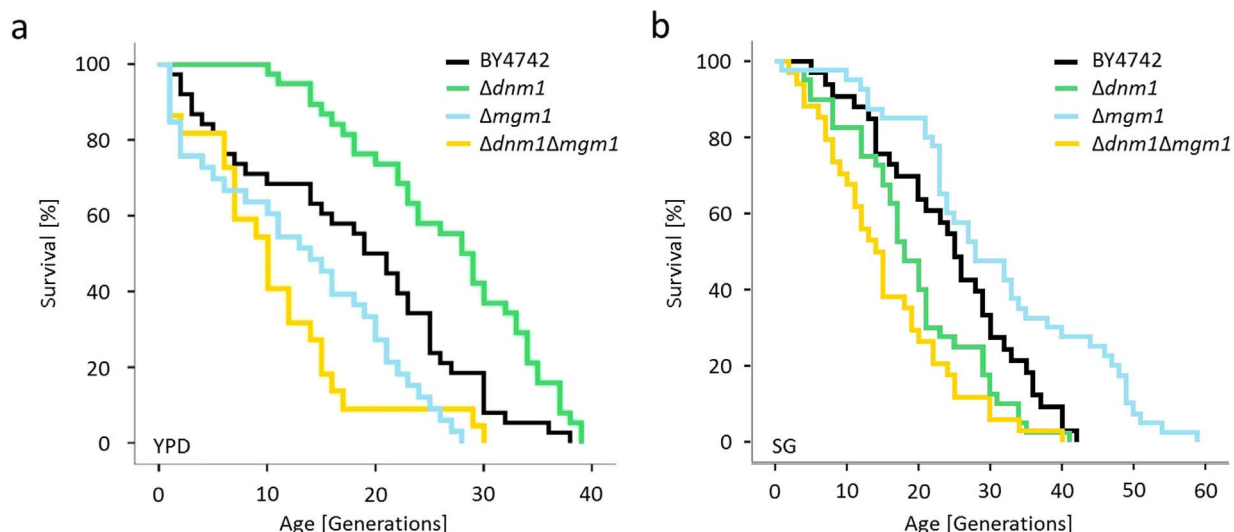 a
100
80
60
40
20
0
Survival [%]
BY4742
Δdnm1
Δmgm1
Δdnm1Δmgm1
YPD
0 10 20 30 40
Age [Generations]
b
100
80
60
40
20
0
Survival [%]
BY4742
Δdnm1
Δmgm1
Δdnm1Δmgm1
SG
0 10 20 30 40 50 60
Age [Generations]